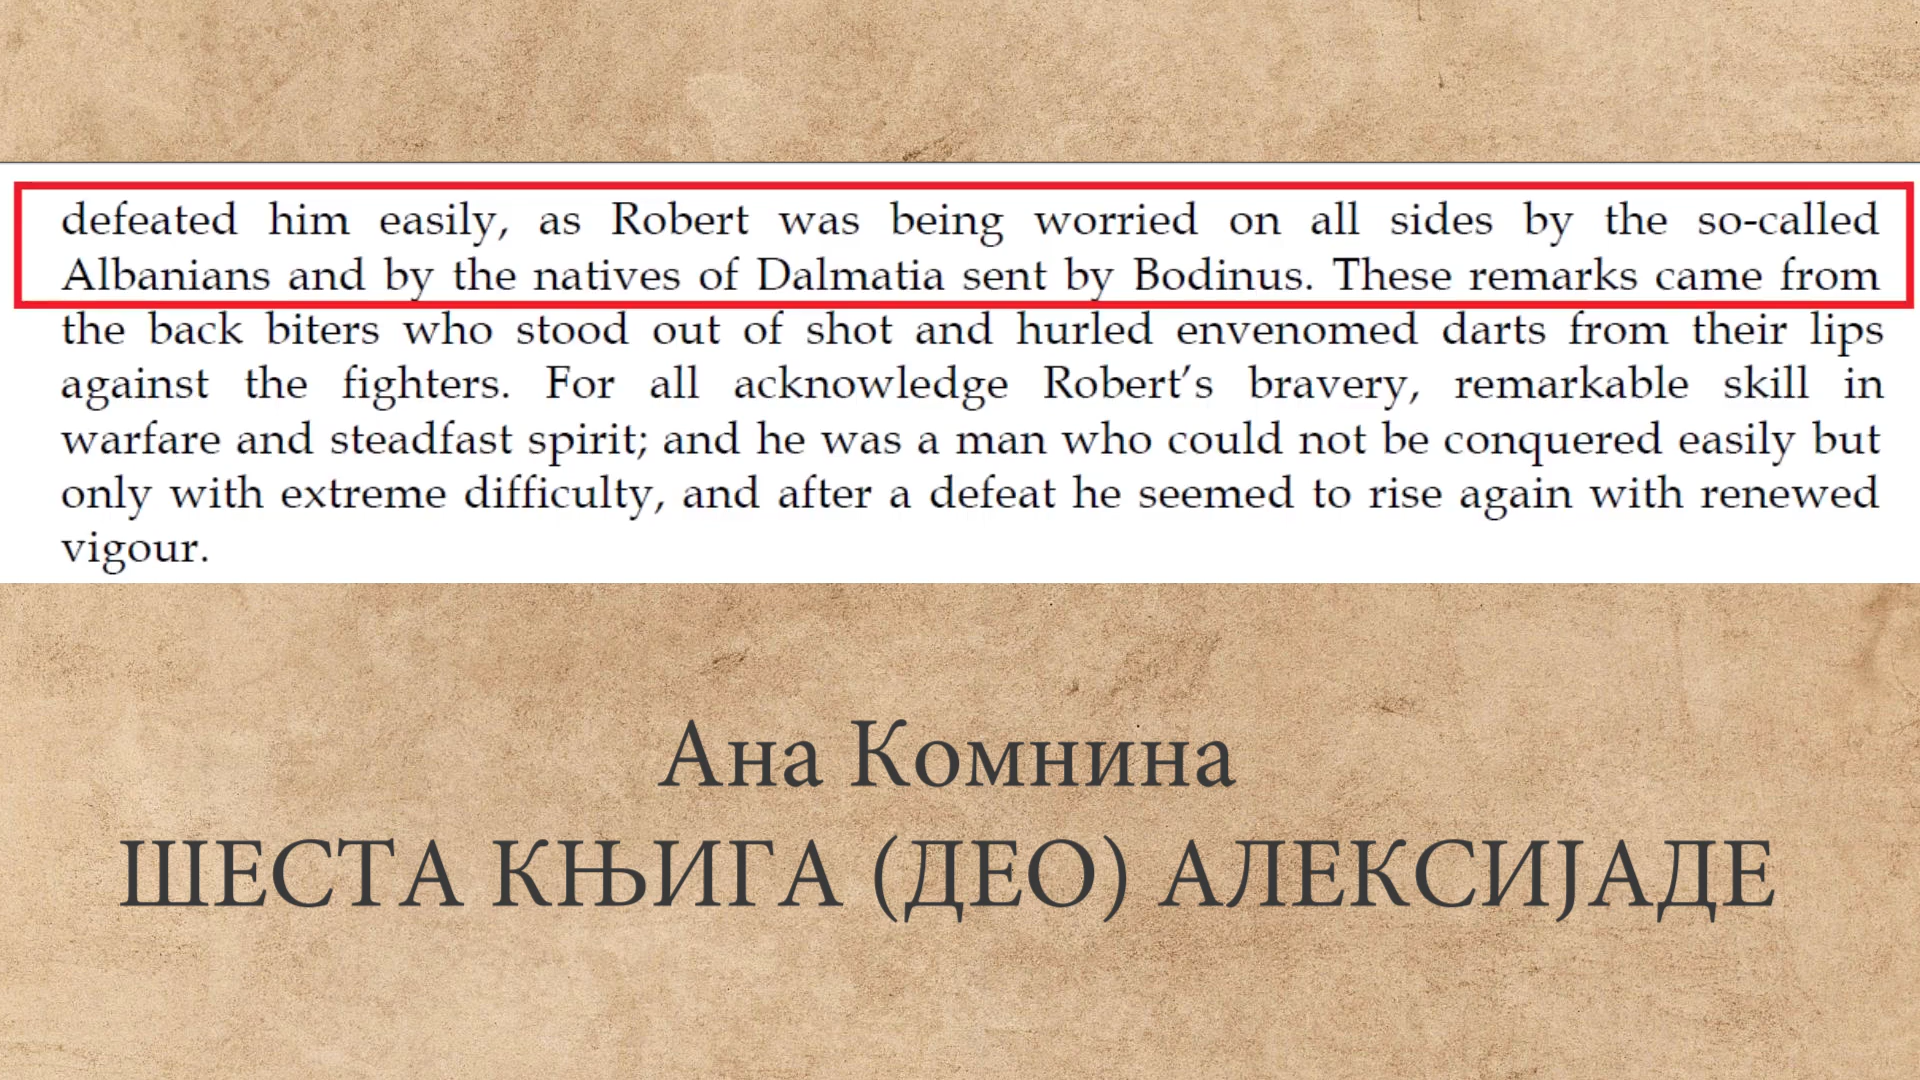 defeated him easily, as Robert was being worried on all sides by the so-called
Albanians and by the natives of Dalmatia sent by Bodinus. These remarks came from
the back biters who stood out of shot and hurled envenomed darts from their lips
against the fighters. For all acknowledge Robert’s bravery, remarkable skill in
warfare and steadfast spirit; and he was a man who could not be conquered easily but
only with extreme difficulty, and after a defeat he seemed to rise again with renewed
vigour.
Ана Комнина
ШЕСТА КЊИГА (ДЕО) АЛЕКСИЈАДЕ